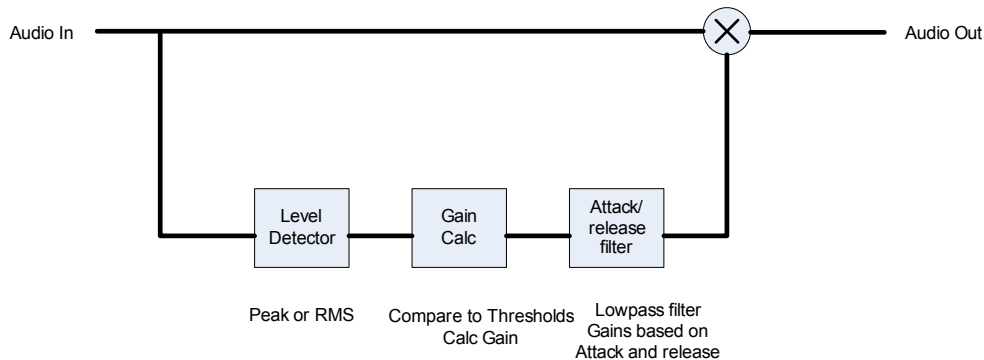 Audio In
Audio Out
Level
Detector
Gain
Calc
Attack/
release
filter
Peak or RMS
Compare to Thresholds
Calc Gain
Lowpass filter
Gains based on
Attack and release